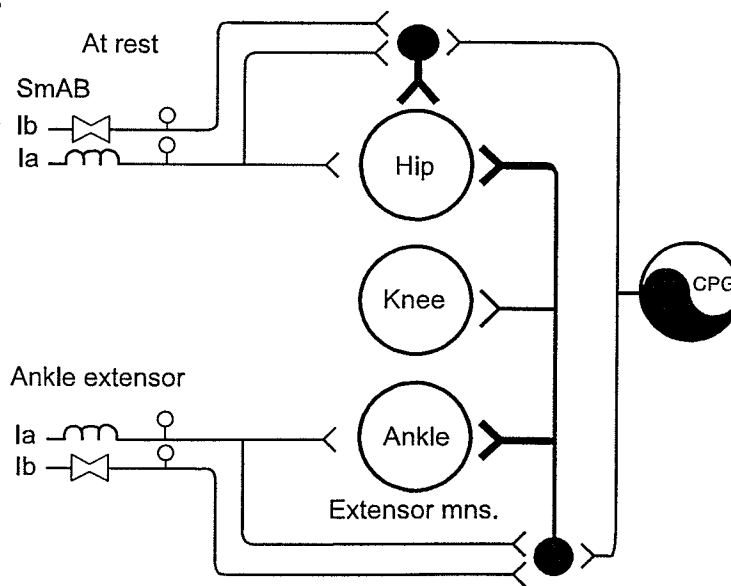 At rest
SmAB
Ib
Ia
Hip
Knee
CPG
Ankle extensor
Ia
Ib
Ankle
Extensor mns.